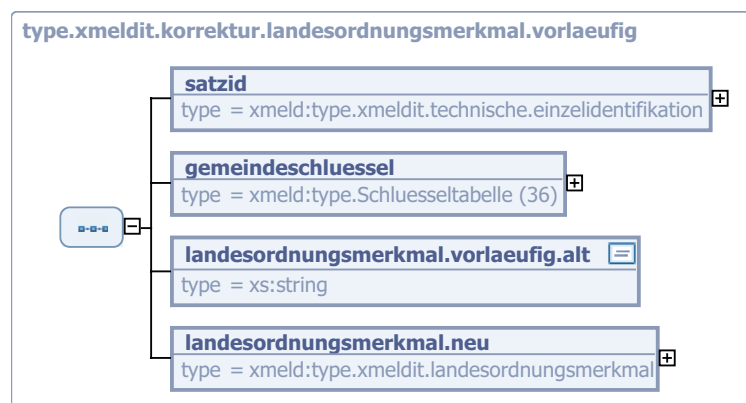 type.xmeldit.korrektur.landesordnungsmerkmal.vorlaeufig
satzid
type = xmeld:type.xmeldit.technische.einzelidentifikation
gemeindeschluessel
type = xmeld:type.Schluesseltabelle (36)
landesordnungsmerkmal.vorlaeufig.alt
type = xs:string
landesordnungsmerkmal.neu
type = xmeld:type.xmeldit.landesordnungsmerkmal